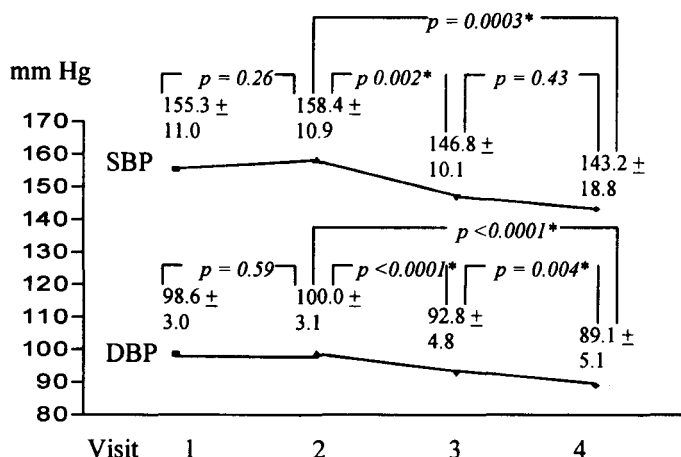 p = 0.0003*
mm Hg
p = 0.26 p 0.002* p = 0.43
155.3 ± 158.4 ±
11.0 10.9
170
146.8 ±
10.1
160 SBP
143.2 ±
18.8
150
140
130
p <0.0001*
120
p = 0.59 p <0.0001* p = 0.004*
110
98.6 ± 100.0 ±
3.0 3.1
92.8 ±
4.8
89.1 ±
5.1
100
DBP
90
80
Visit 1 2 3 4